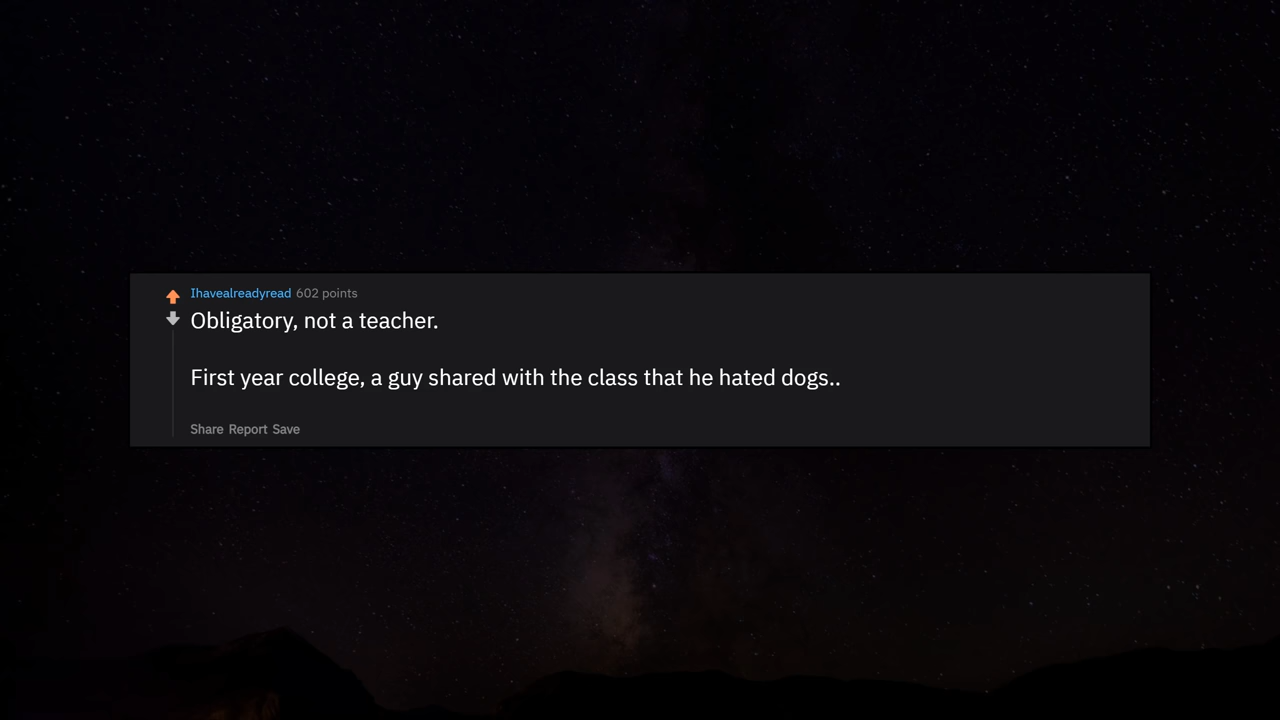 Ihavealreadyread 602 points
Obligatory, not a teacher.
First year college, a guy shared with the class that he hated dogs..
Share Report Save